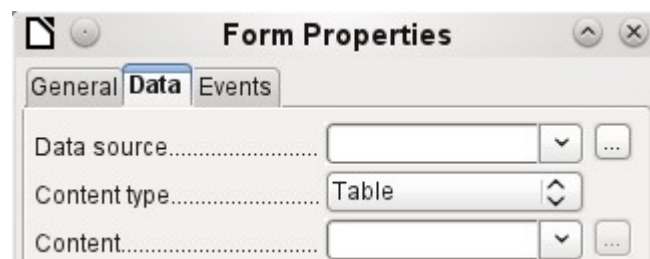 Form Properties
General Data Events
Data source........................ ...
Content type....................... Table
Content................................ ...